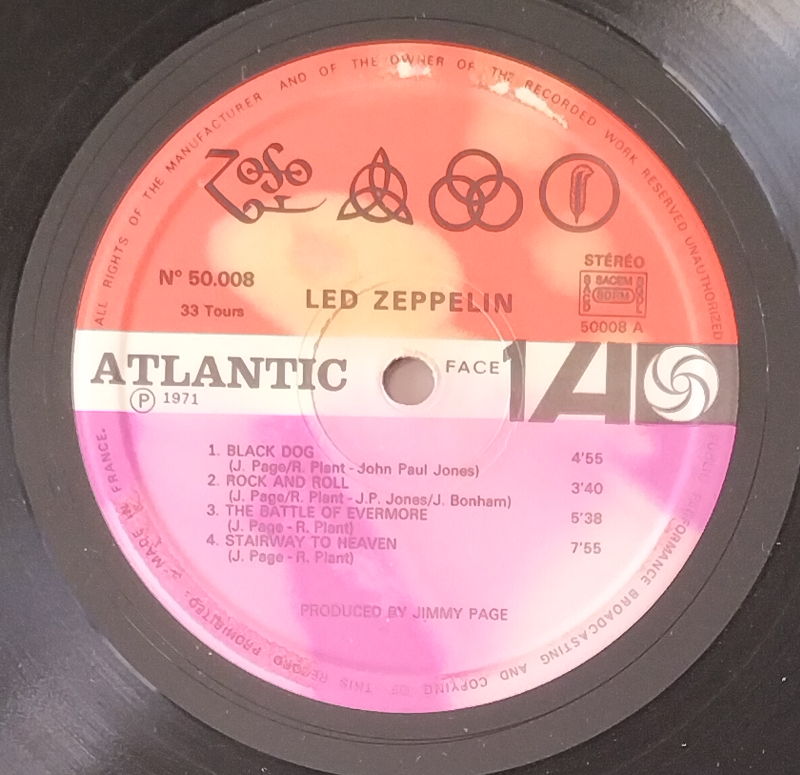 ALL RIGHTS OF THE MANUFACTURER AND OF THE OWNER OF THE RECORDED WORK RESERVED UNAUTHORIZED PUBLIC PERFORMANCE BROADCASTING AND COPYING OF THIS RECORD PROHIBITED. MADE IN FRANCE.
ZoSo
N° 50.008
33 Tours
LED ZEPPELIN
STÉRÉO
SACEM
SACD
SDRM
SGDL
50008 A
ATLANTIC
FACE 1
A
Ⓟ 1971
1. BLACK DOG 4'55
(J. Page/R. Plant - John Paul Jones)
2. ROCK AND ROLL 3'40
(J. Page/R. Plant - J.P. Jones/J. Bonham)
3. THE BATTLE OF EVERMORE 5'38
(J. Page - R. Plant)
4. STAIRWAY TO HEAVEN 7'55
(J. Page - R. Plant)
PRODUCED BY JIMMY PAGE